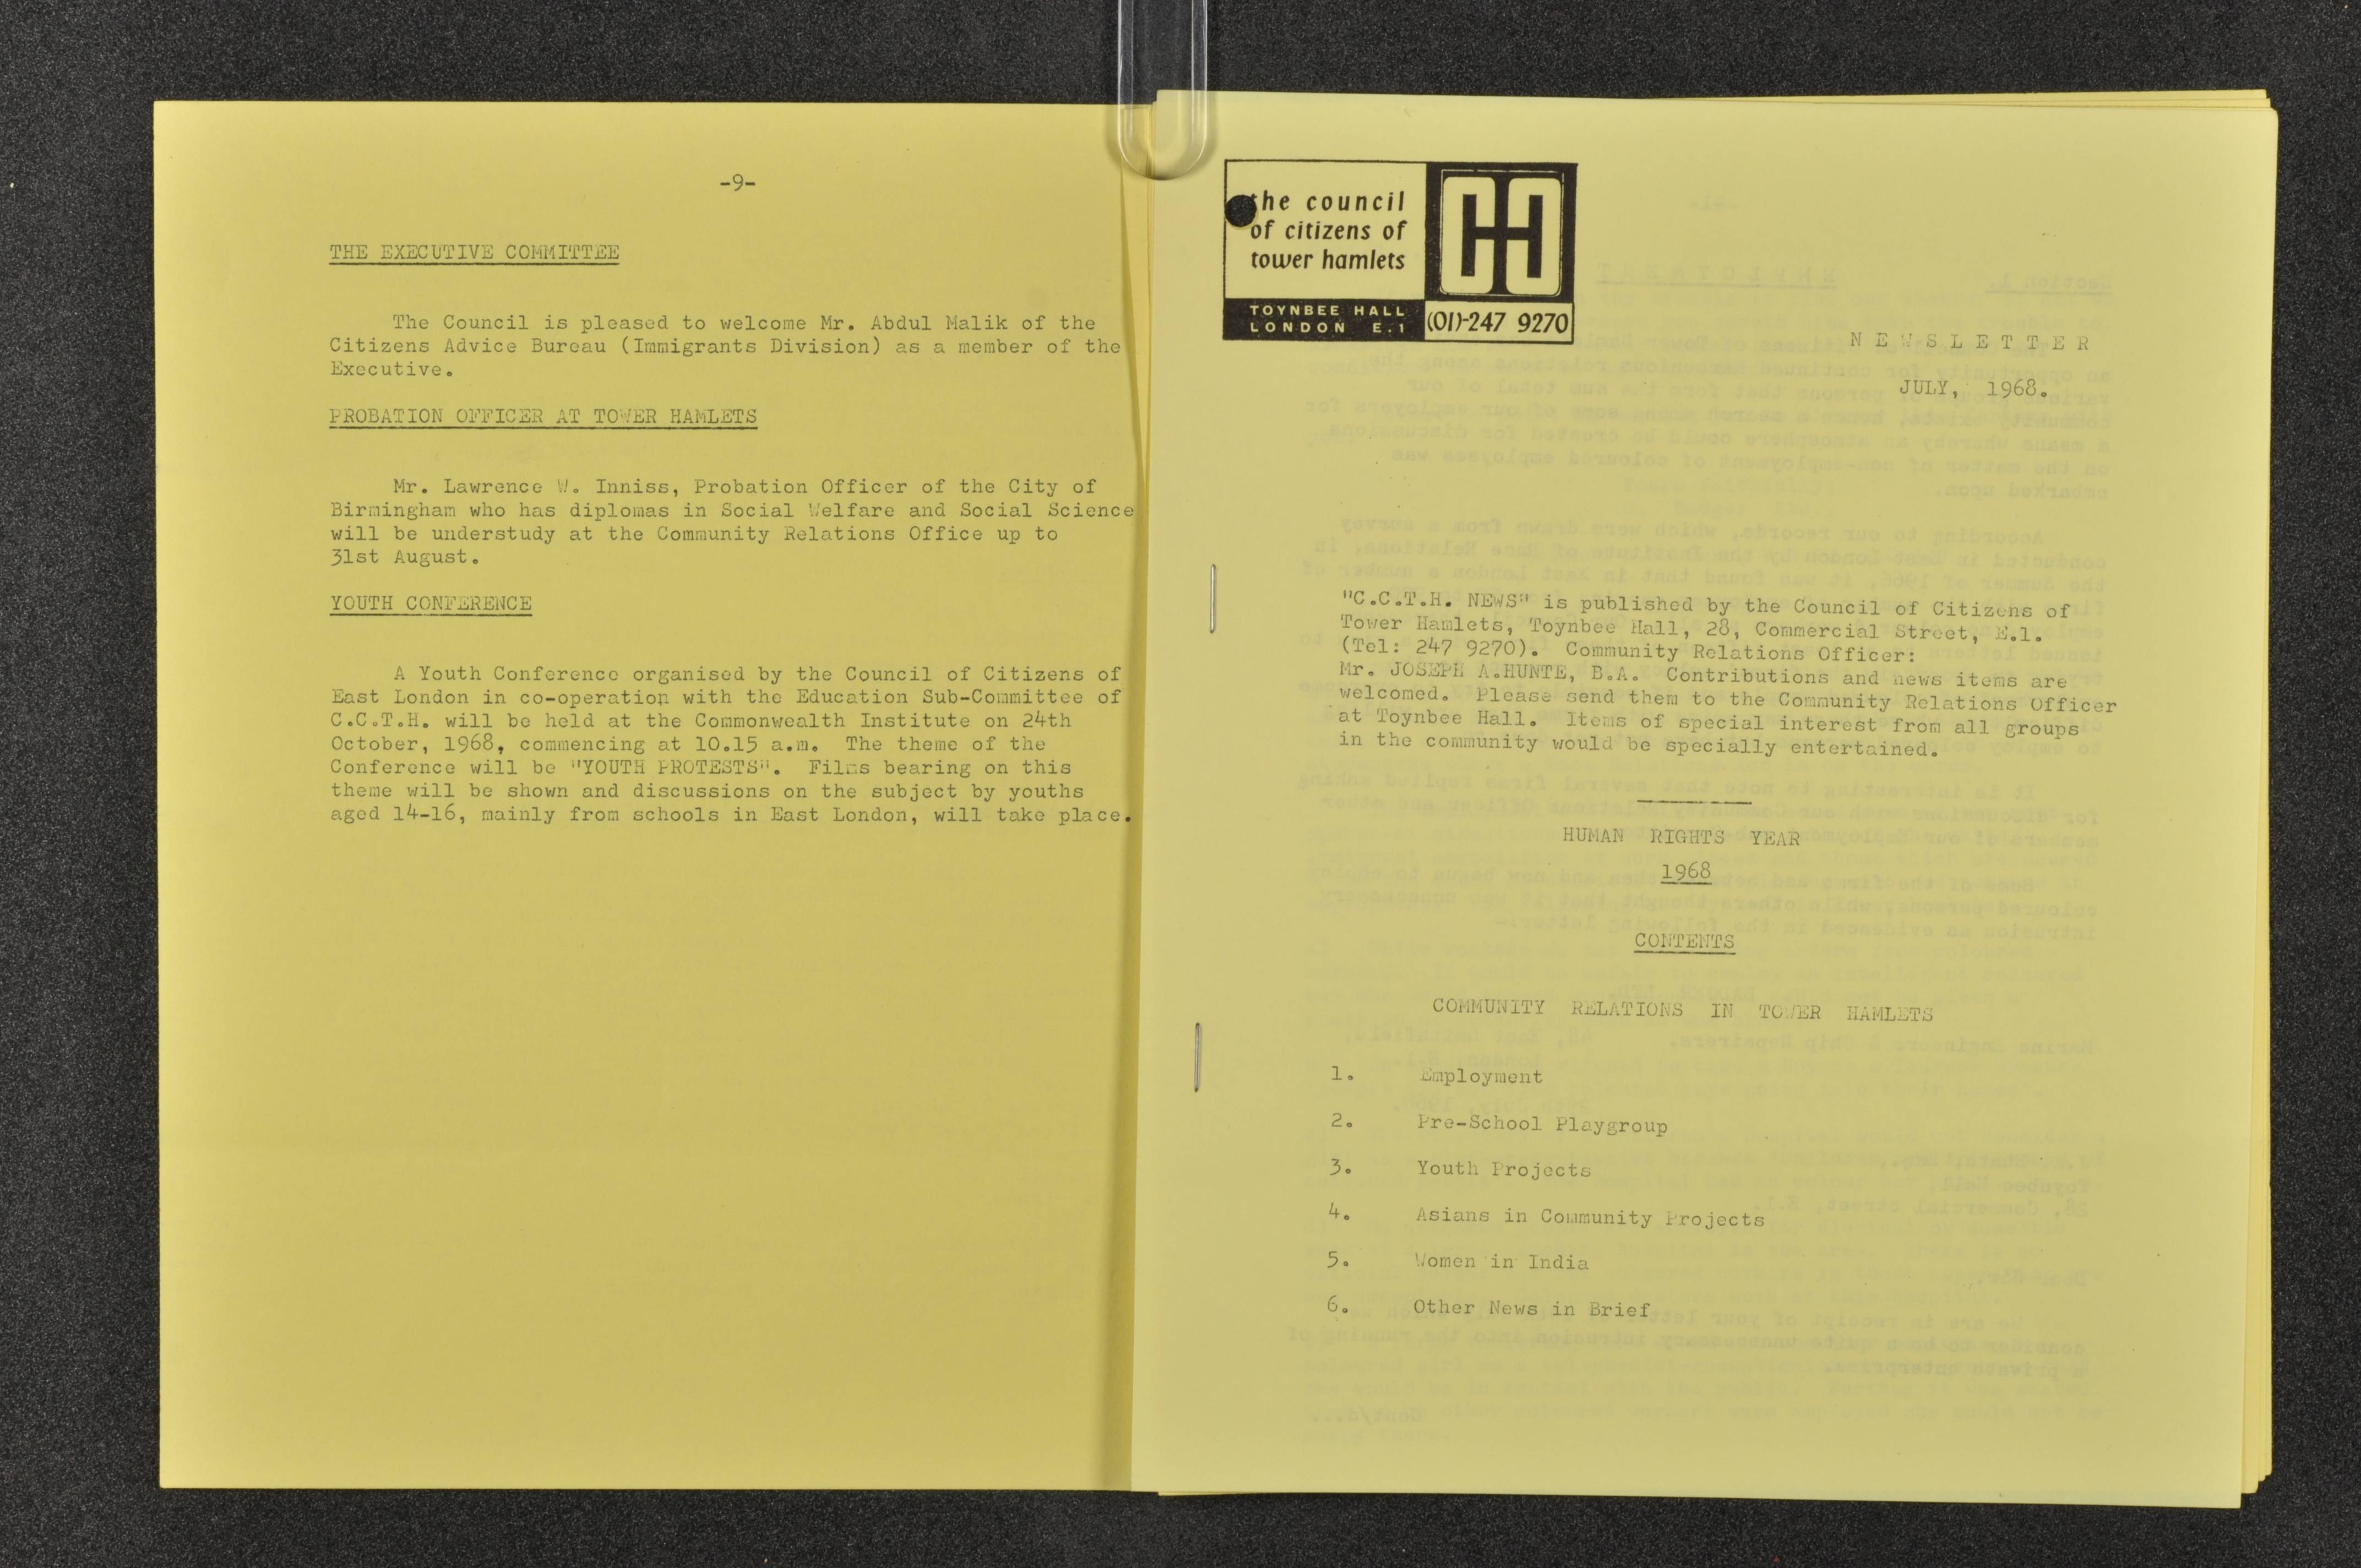 -9-
THE EXECUTIVE COMMITTEE
The Council is pleased to welcome Mr. Abdul Malik of the
Citizens Advice Bureau (Immigrants Division) as a member of the
Executive.
PROBATION OFFICER AT TOWER HAMLETS
Mr. Lawrence W. Inniss, Probation Officer of the City of
Birmingham who has diplomas in Social Welfare and Social Science
will be understudy at the Community Relations Office up to
31st August.
YOUTH CONFERENCE
A Youth Conference organised by the Council of Citizens of
East London in co-operation with the Education Sub-Committee of
C.C.T.H. will be held at the Commonwealth Institute on 24th
October, 1968, commencing at 10.15 a.m. The theme of the
Conference will be "YOUTH PROTESTS". Films bearing on this
theme will be shown and discussions on the subject by youths
aged 14-16, mainly from schools in East London, will take place.
the council
of citizens of
tower hamlets
TOYNBEE HALL
LONDON E.1
(01)-247 9270
NEWSLETTER
JULY, 1968.
"C.C.T.H. NEWS" is published by the Council of Citizens of
Tower Hamlets, Toynbee Hall, 28, Commercial Street, E.1.
(Tel: 247 9270). Community Relations Officer:
Mr. JOSEPH A.HUNTE, B.A. Contributions and news items are
welcomed. Please send them to the Community Relations Officer
at Toynbee Hall. Items of special interest from all groups
in the community would be specially entertained.
HUMAN RIGHTS YEAR
1968
CONTENTS
COMMUNITY RELATIONS IN TOWER HAMLETS
1. Employment
2. Pre-School Playgroup
3. Youth Projects
4. Asians in Community Projects
5. Women in India
6. Other News in Brief